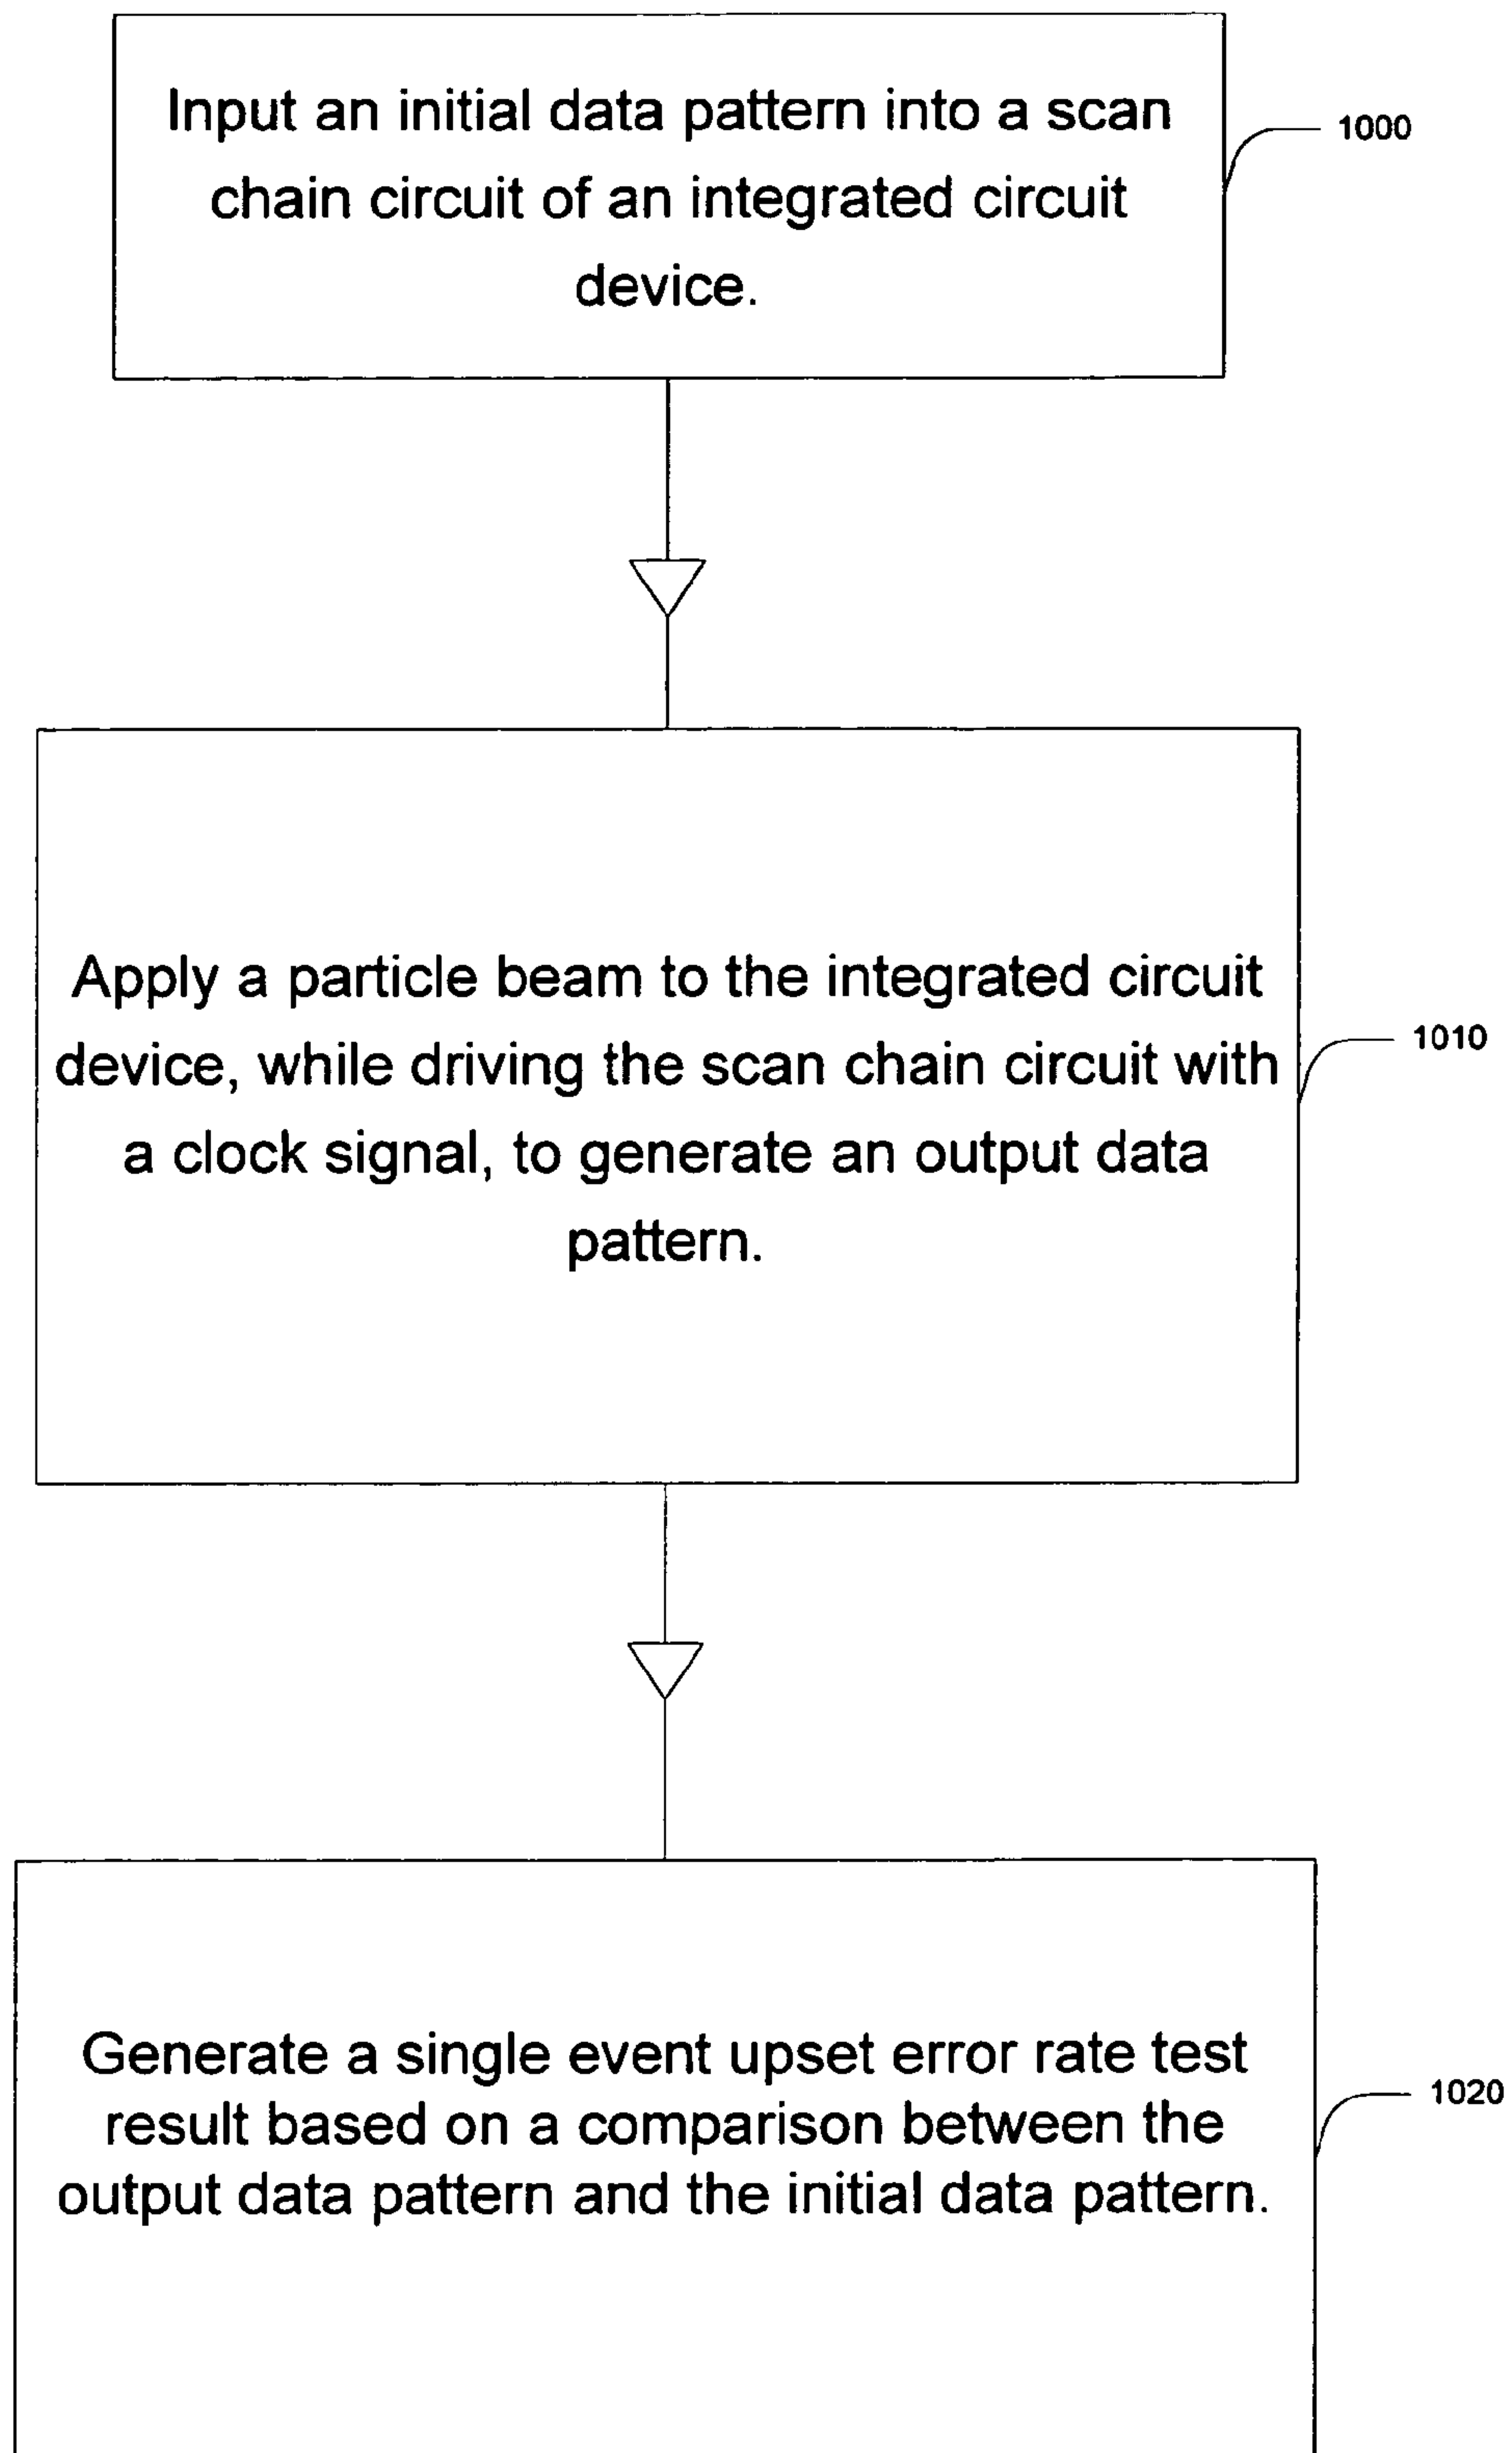 Input an initial data pattern into a scan
chain circuit of an integrated circuit
device.
1000
Apply a particle beam to the integrated circuit
device, while driving the scan chain circuit with
a clock signal, to generate an output data
pattern.
1010
Generate a single event upset error rate test
result based on a comparison between the
output data pattern and the initial data pattern.
1020